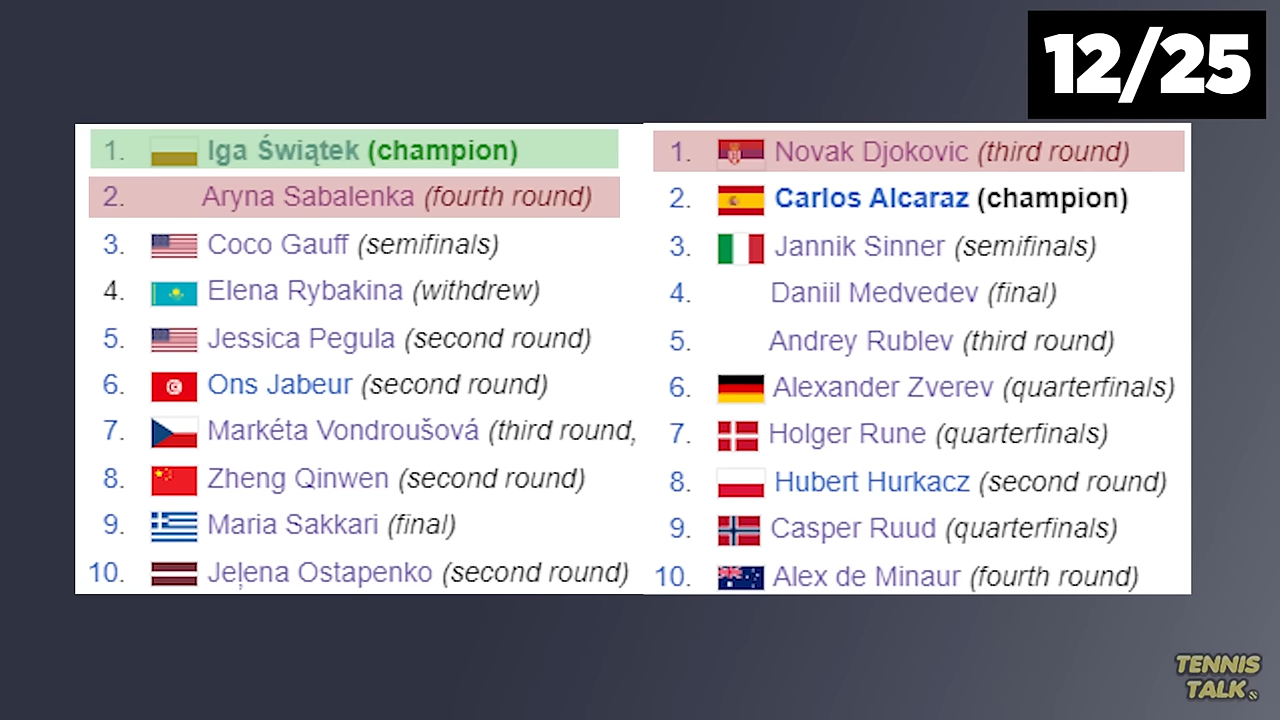 12/25
1. Iga Świątek (champion)
2. Aryna Sabalenka (fourth round)
3. Coco Gauff (semifinals)
4. Elena Rybakina (withdrew)
5. Jessica Pegula (second round)
6. Ons Jabeur (second round)
7. Markéta Vondroušová (third round,
8. Zheng Qinwen (second round)
9. Maria Sakkari (final)
10. Jeļena Ostapenko (second round)
1. Novak Djokovic (third round)
2. Carlos Alcaraz (champion)
3. Jannik Sinner (semifinals)
4. Daniil Medvedev (final)
5. Andrey Rublev (third round)
6. Alexander Zverev (quarterfinals)
7. Holger Rune (quarterfinals)
8. Hubert Hurkacz (second round)
9. Casper Ruud (quarterfinals)
10. Alex de Minaur (fourth round)
TENNIS
TALK